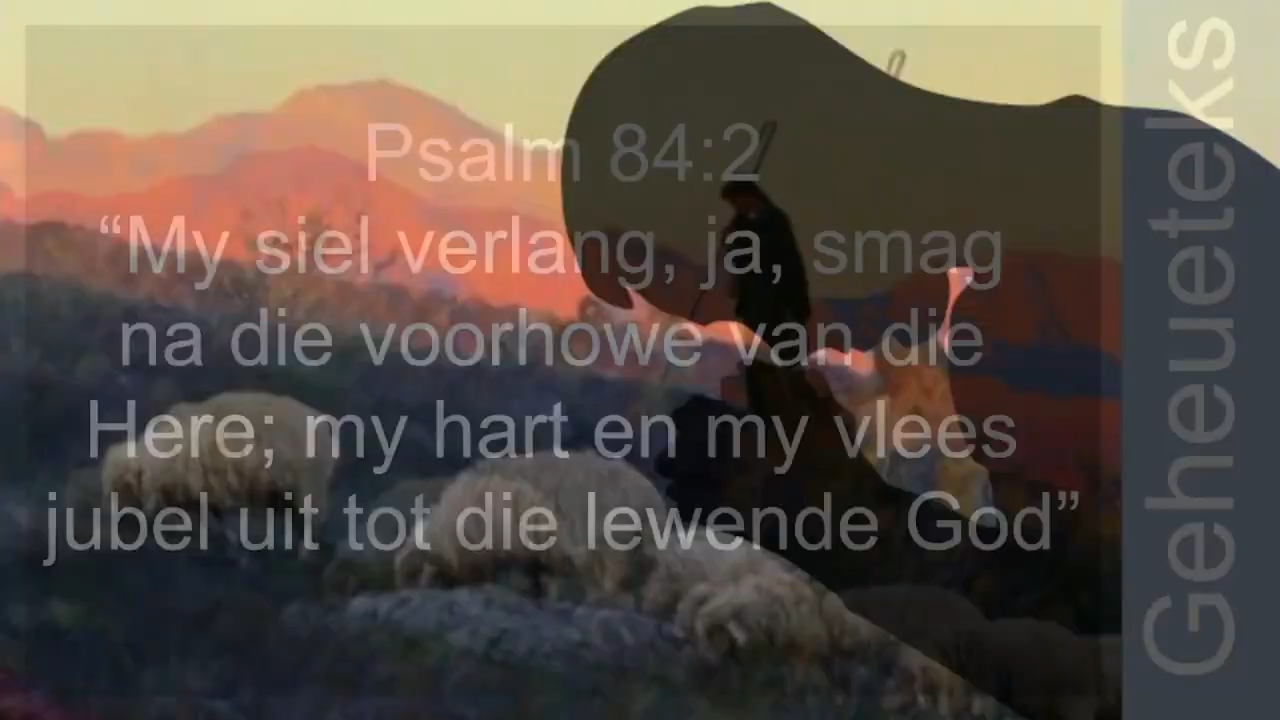 Psalm 84:2
“My siel verlang, ja, smag
na die voorhowe van die
Here; my hart en my vlees
jubel uit tot die lewende God”
Geheueteks